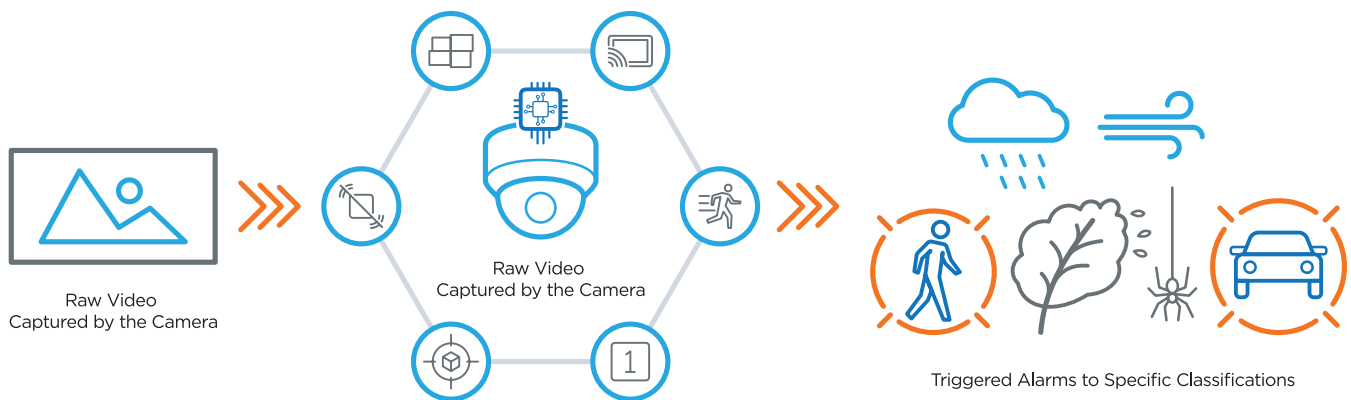 Raw Video
Captured by the Camera
Raw Video
Captured by the Camera
1
Triggered Alarms to Specific Classifications